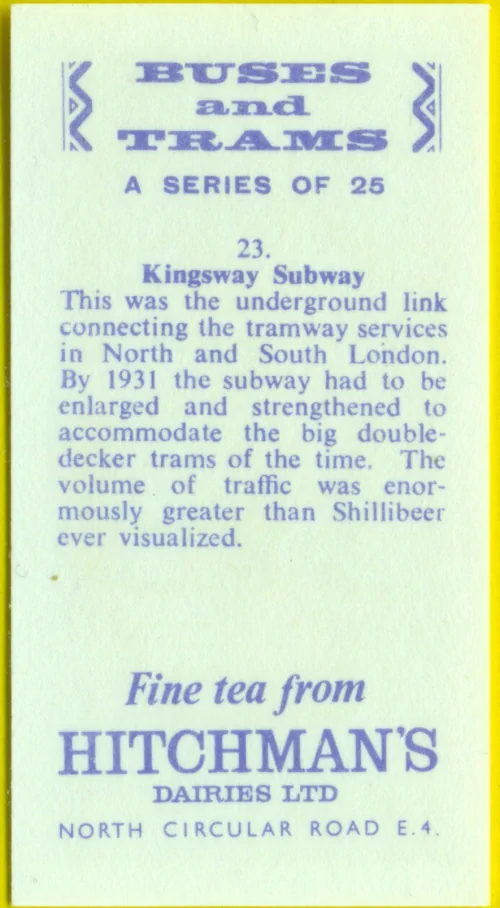 BUSES
and
TRAMS
A SERIES OF 25
23.
Kingsway Subway
This was the underground link
connecting the tramway services
in North and South London.
By 1931 the subway had to be
enlarged and strengthened to
accommodate the big double-
decker trams of the time. The
volume of traffic was enor-
mously greater than Shillibeer
ever visualized.
Fine tea from
HITCHMAN'S
DAIRIES LTD
NORTH CIRCULAR ROAD E.4.